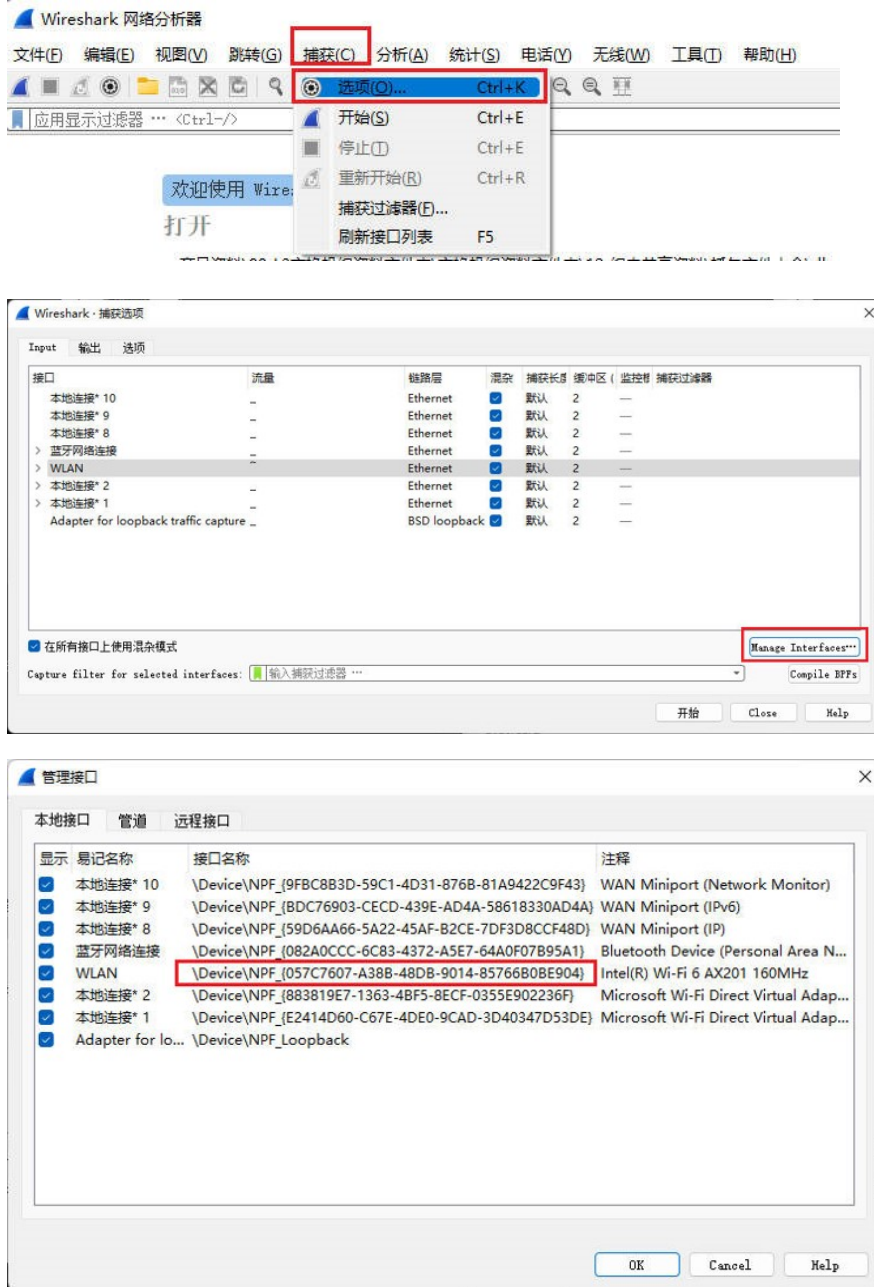 Wireshark 网络分析器
文件(F) 编辑(E) 视图(V) 跳转(G) 捕获(C) 分析(A) 统计(S) 电话(Y) 无线(W) 工具(T) 帮助(H)
选项(O)... Ctrl+K
应用显示过滤器 … <Ctrl-/>
开始(S) Ctrl+E
停止(T) Ctrl+E
欢迎使用 Wire
重新开始(R) Ctrl+R
打开
捕获过滤器(F)...
刷新接口列表 F5
Wireshark · 捕获选项
Input 输出 选项
接口 流量 链路层 混杂 捕获长度 缓冲区 ( 监控模 捕获过滤器
本地连接* 10 Ethernet 默认 2 —
本地连接* 9 Ethernet 默认 2 —
本地连接* 8 Ethernet 默认 2 —
蓝牙网络连接 Ethernet 默认 2 —
WLAN Ethernet 默认 2 —
本地连接* 2 Ethernet 默认 2 —
本地连接* 1 Ethernet 默认 2 —
Adapter for loopback traffic capture BSD loopback 默认 2 —
在所有接口上使用混杂模式
Manage Interfaces…
Capture filter for selected interfaces: 输入捕获过滤器 …
Compile BPFs
开始 Close Help
管理接口
本地接口 管道 远程接口
显示 易记名称 接口名称 注释
本地连接* 10 \Device\NPF_{9FBC8B3D-59C1-4D31-876B-81A9422C9F43} WAN Miniport (Network Monitor)
本地连接* 9 \Device\NPF_{BDC76903-CECD-439E-AD4A-58618330AD4A} WAN Miniport (IPv6)
本地连接* 8 \Device\NPF_{59D6AA66-5A22-45AF-B2CE-7DF3D8CCF48D} WAN Miniport (IP)
蓝牙网络连接 \Device\NPF_{082A0CCC-6C83-4372-A5E7-64A0F07B95A1} Bluetooth Device (Personal Area N...
WLAN \Device\NPF_{057C7607-A38B-48DB-9014-85766B0BE904} Intel(R) Wi-Fi 6 AX201 160MHz
本地连接* 2 \Device\NPF_{883819E7-1363-4BF5-8ECF-0355E902236F} Microsoft Wi-Fi Direct Virtual Adap...
本地连接* 1 \Device\NPF_{E2414D60-C67E-4DE0-9CAD-3D40347D53DE} Microsoft Wi-Fi Direct Virtual Adap...
Adapter for lo... \Device\NPF_Loopback
OK Cancel Help